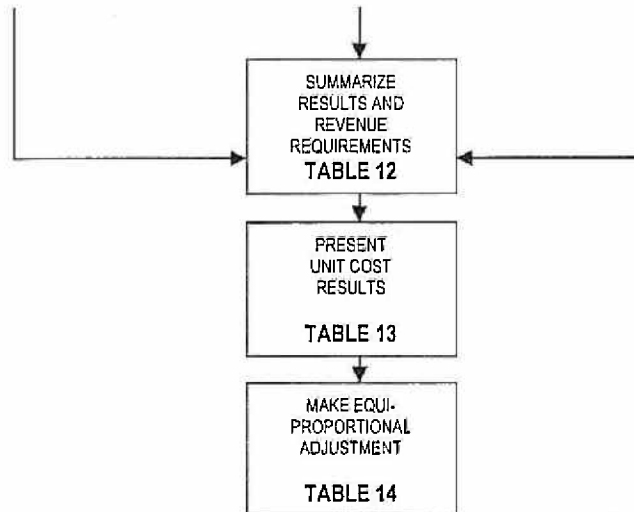 SUMMARIZE
RESULTS AND
REVENUE
REQUIREMENTS
TABLE 12
PRESENT
UNIT COST
RESULTS
TABLE 13
MAKE EQUI-
PROPORTIONAL
ADJUSTMENT
TABLE 14